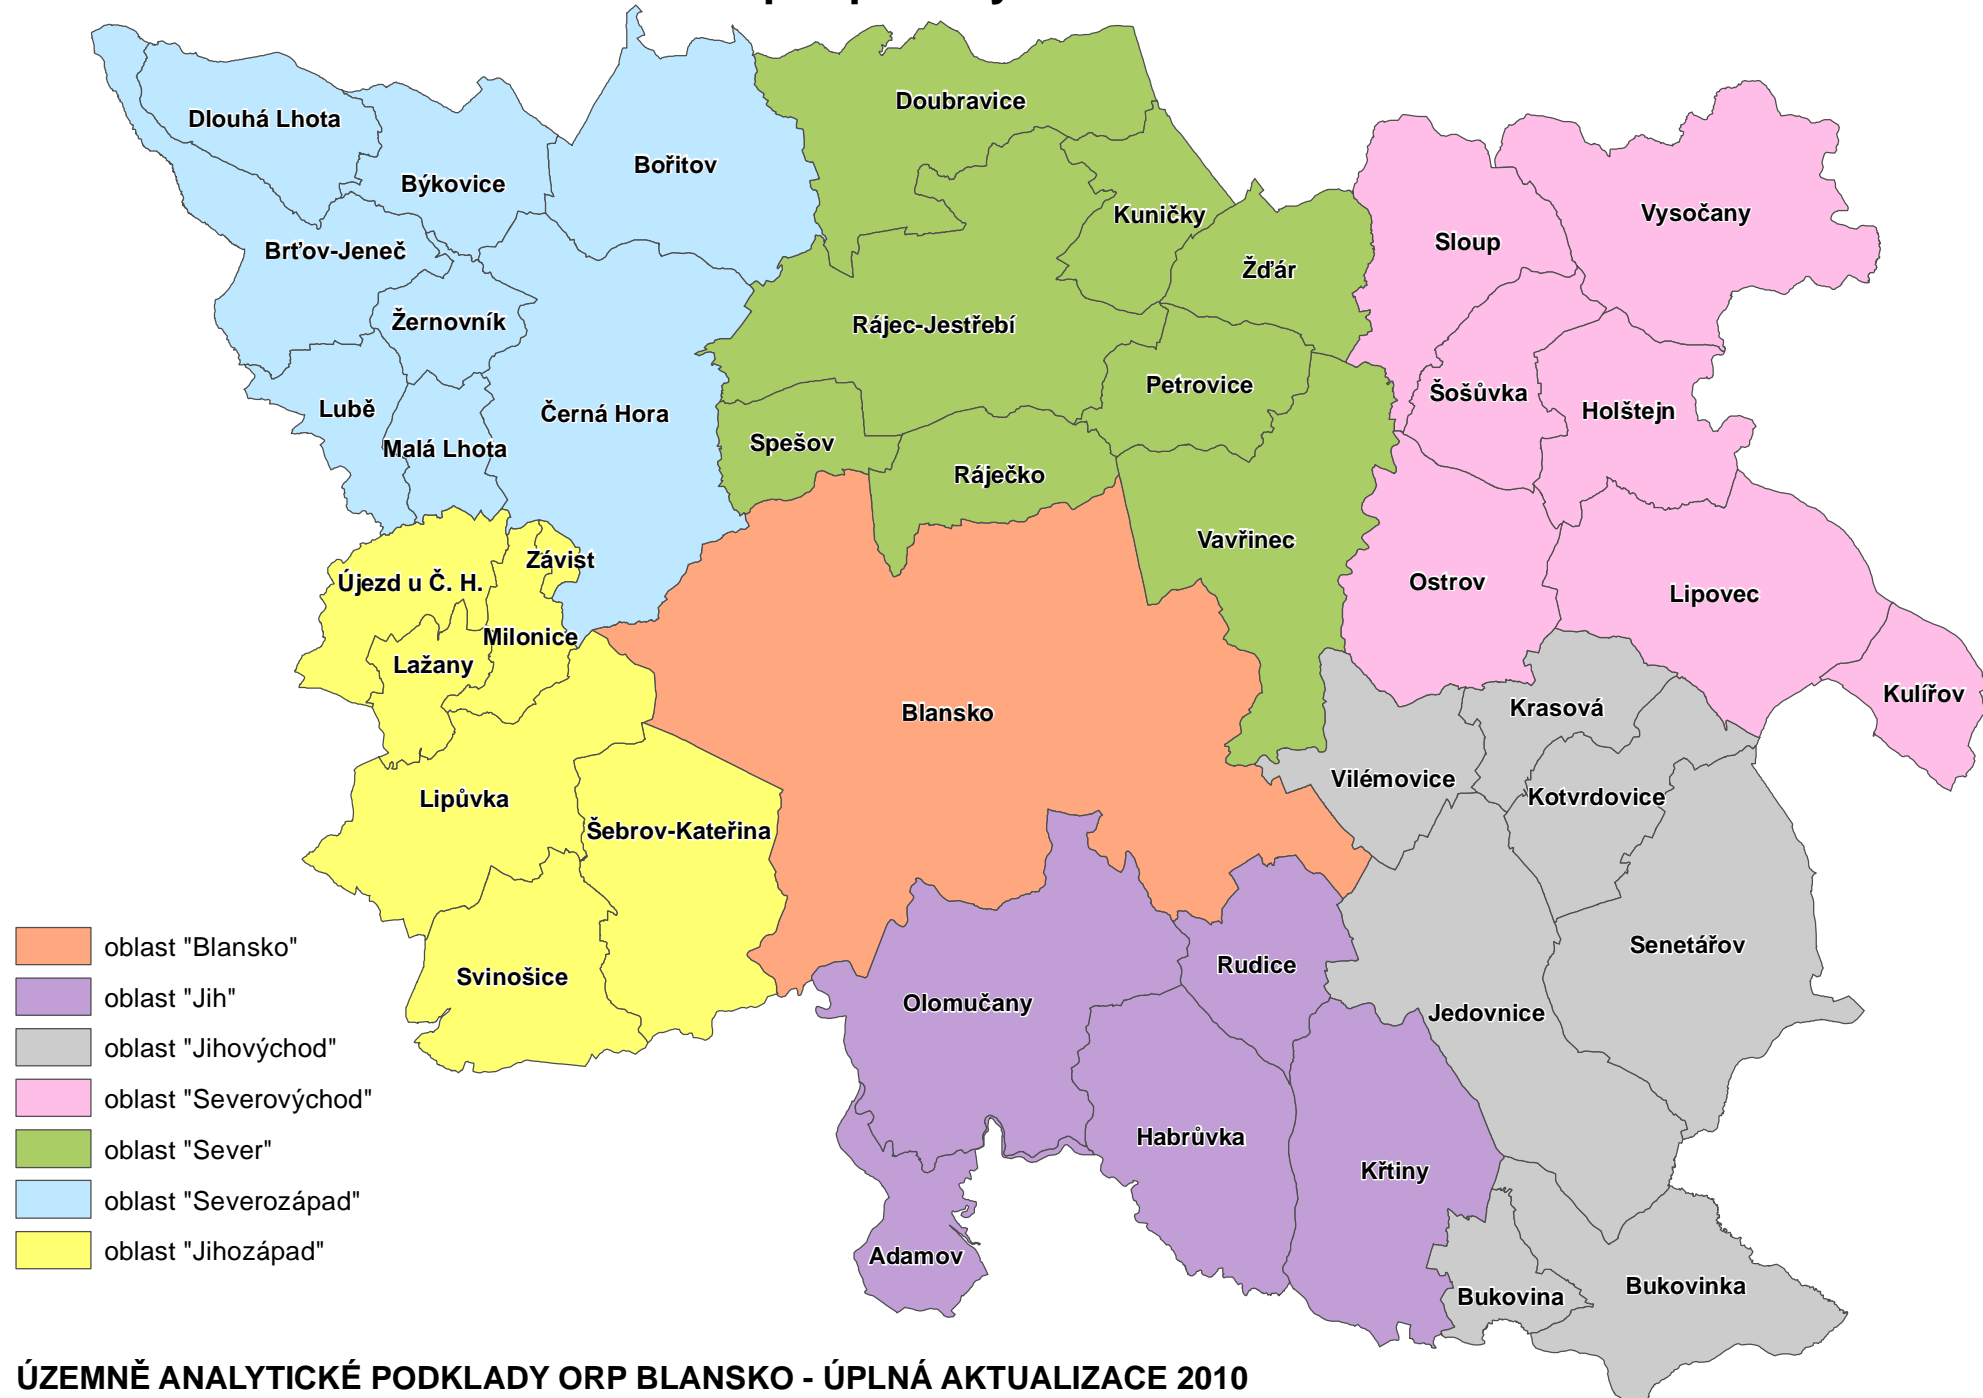 Doubravice
Dlouhá Lhota
Bořitov
Býkovice
Kuničky
Vysočany
Sloup
Brťov-Jeneč
Žďár
Žernovník
Rájec-Jestřebí
Petrovice
Šošůvka
Lubě
Černá Hora
Holštejn
Spešov
Malá Lhota
Ráječko
Vavřinec
Závist
Újezd u Č. H.
Ostrov
Lipovec
Milonice
Lažany
Kulířov
Krasová
Blansko
Vilémovice
Lipůvka
Kotvrdovice
Šebrov-Kateřina
Senetářov
Rudice
Svinošice
Olomučany
Jedovnice
Habrůvka
Křtiny
Adamov
Bukovinka
Bukovina
oblast "Blansko"
oblast "Jih"
oblast "Jihovýchod"
oblast "Severovýchod"
oblast "Sever"
oblast "Severozápad"
oblast "Jihozápad"
ÚZEMNĚ ANALYTICKÉ PODKLADY ORP BLANSKO - ÚPLNÁ AKTUALIZACE 2010